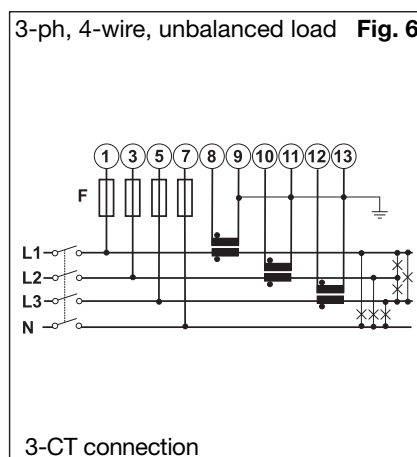 3-ph, 4-wire, unbalanced load Fig. 6
1 3 5 7 8 9 10 11 12 13
F
L1
L2
L3
N
3-CT connection